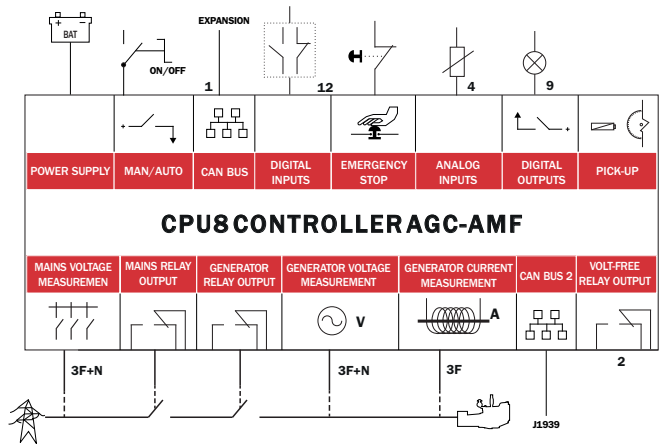 + -
BAT
EXPANSION
ON/OFF
1
12
4
9
+
+
POWER SUPPLY
MAN/AUTO
CAN BUS
DIGITAL
INPUTS
EMERGENCY
STOP
ANALOG
INPUTS
DIGITAL
OUTPUTS
PICK-UP
CPU8 CONTROLLER AGC-AMF
MAINS VOLTAGE
MEASUREMEN
MAINS RELAY
OUTPUT
GENERATOR
RELAY OUTPUT
GENERATOR VOLTAGE
MEASUREMENT
GENERATOR CURRENT
MEASUREMENT
CAN BUS 2
VOLT-FREE
RELAY OUTPUT
V
A
3F+N
3F+N
3F
2
J1939